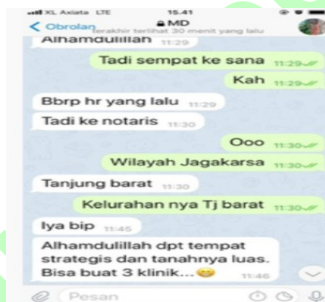 XL Axiata LTE 15.41
Obrolan MD
terakhir terlihat 30 menit yang lalu
Alhamdulillah 11:29
Tadi sempat ke sana 11:29
Kah 11:29
Bbrp hr yang lalu 11:29
Tadi ke notaris 11:30
Ooo 11:30
Wilayah Jagakarsa 11:30
Tanjung barat 11:30
Kelurahan nya Tj barat 11:30
Iya bip 11:45
Alhamdulillah dpt tempat
strategis dan tanahnya luas.
Bisa buat 3 klinik...😄 11:46
Pesan